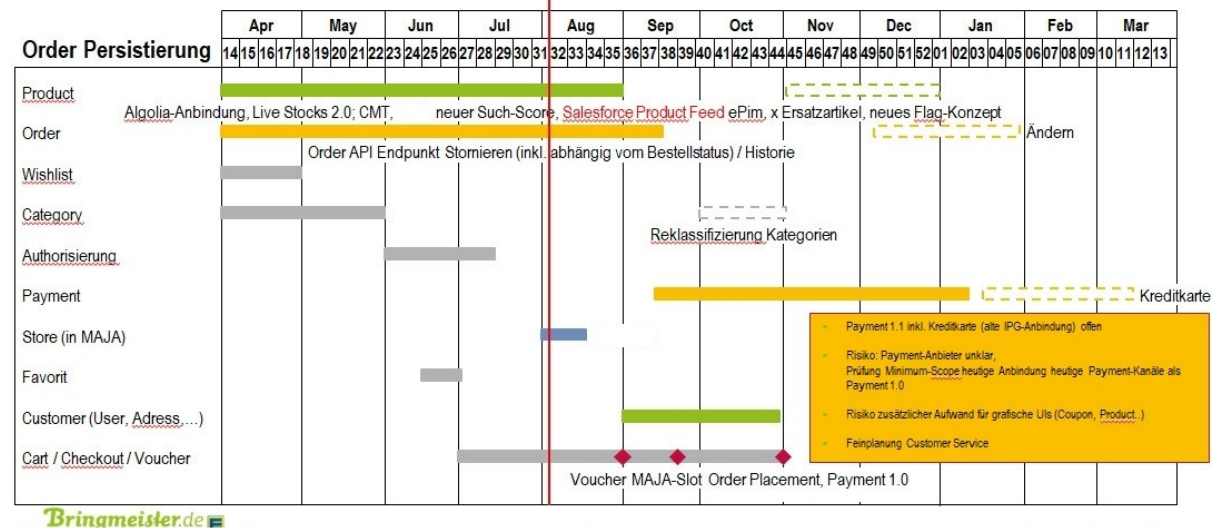 Apr May Jun Jul Aug Sep Oct Nov Dec Jan Feb Mar
Order Persistierung 14 15 16 17 18 19 20 21 22 23 24 25 26 27 28 29 30 31 32 33 34 35 36 37 38 39 40 41 42 43 44 45 46 47 48 49 50 51 52 01 02 03 04 05 06 07 08 09 10 11 12 13
Product
Algolia-Anbindung, Live Stocks 2.0; CMT, neuer Such-Score, Salesforce Product Feed ePim, x Ersatzartikel, neues Flag-Konzept
Order Ändern
Order API Endpunkt Stornieren (inkl. abhängig vom Bestellstatus) / Historie
Wishlist
Category
Reklassifizierung Kategorien
Authorisierung
Payment Kreditkarte
Store (in MAJA)
Favorit
Customer (User, Adress,…)
Cart / Checkout / Voucher
Voucher MAJA-Slot Order Placement, Payment 1.0
Payment 1.1 inkl. Kreditkarte (alte IPG-Anbindung) offen
Risiko: Payment-Anbieter unklar,
Prüfung Minimum-Scope heutige Anbindung heutige Payment-Kanäle als
Payment 1.0
Risiko zusätzlicher Aufwand für grafische UIs (Coupon, Product..)
Feinplanung Customer Service
Bringmeister.de